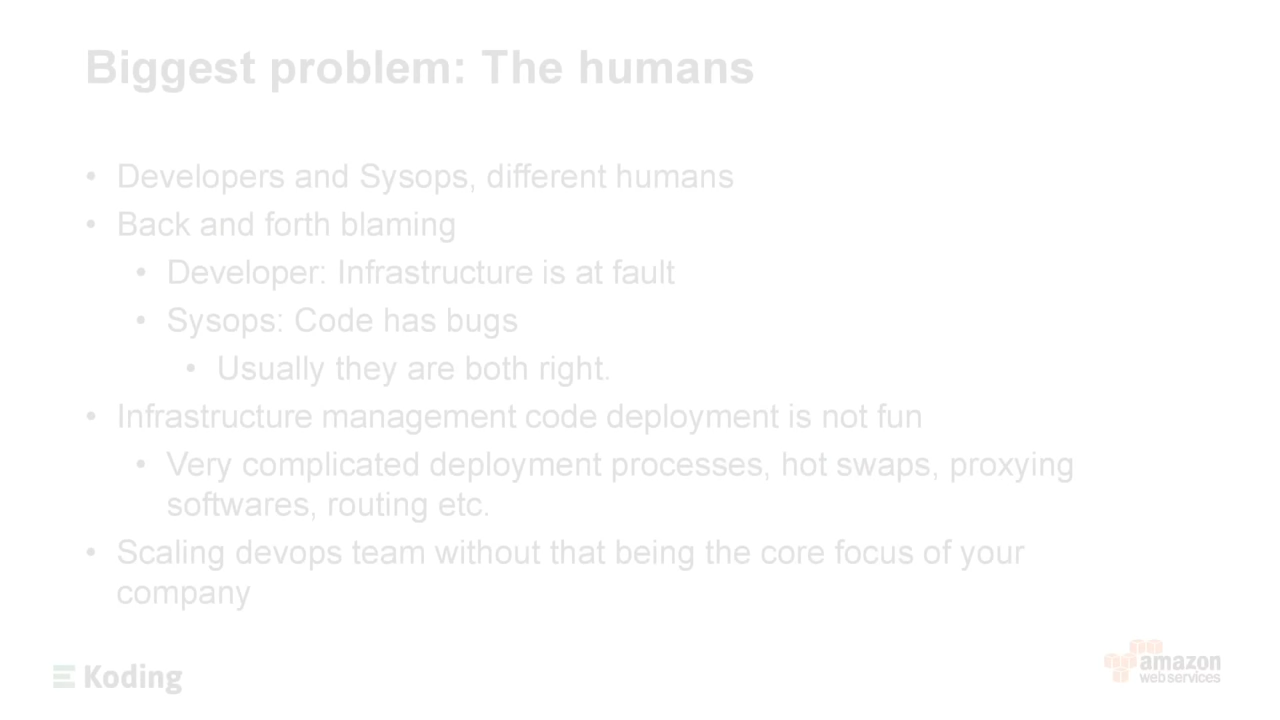 Biggest problem: The humans
• Developers and Sysops, different humans
• Back and forth blaming
• Developer: Infrastructure is at fault
• Sysops: Code has bugs
• Usually they are both right.
• Infrastructure management code deployment is not fun
• Very complicated deployment processes, hot swaps, proxying
softwares, routing etc.
• Scaling devops team without that being the core focus of your
company
Koding
amazon
web services